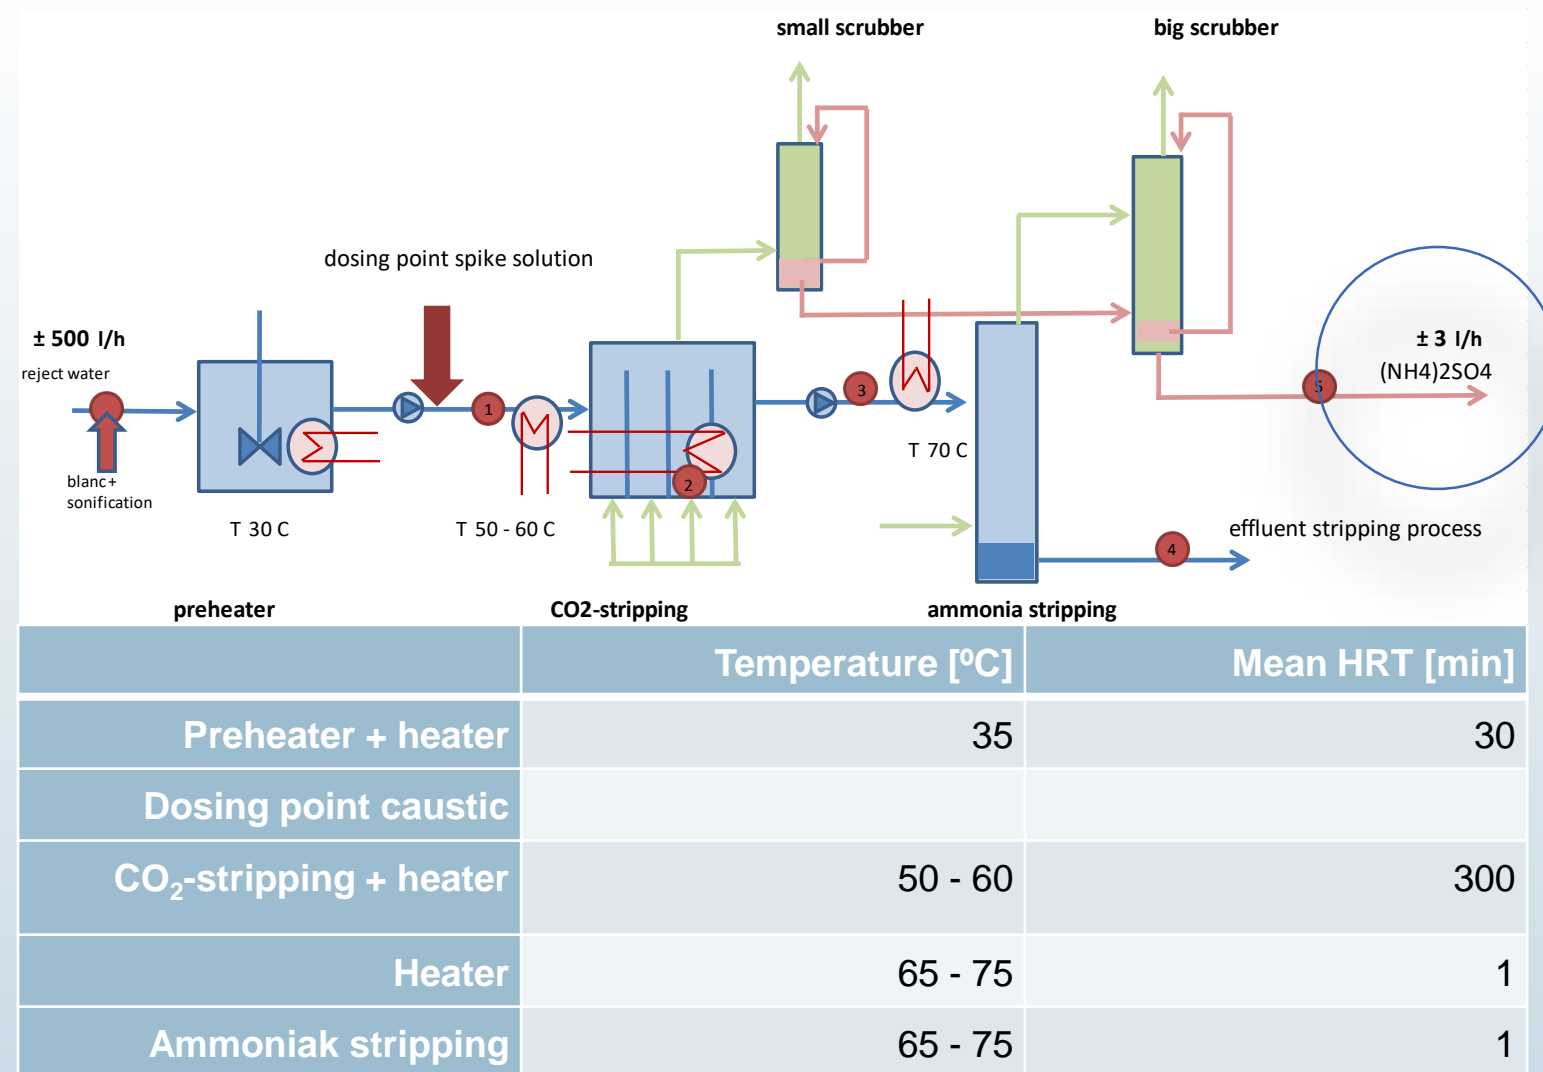 small scrubber
big scrubber
dosing point spike solution
± 500 l/h
reject water
blanc +
sonification
T 30 C
1
T 50 - 60 C
2
3
T 70 C
± 3 l/h
(NH4)2SO4
5
effluent stripping process
4
preheater
CO2-stripping
ammonia stripping
Temperature [ºC] Mean HRT [min]
Preheater + heater 35 30
Dosing point caustic
CO₂-stripping + heater 50 - 60 300
Heater 65 - 75 1
Ammoniak stripping 65 - 75 1